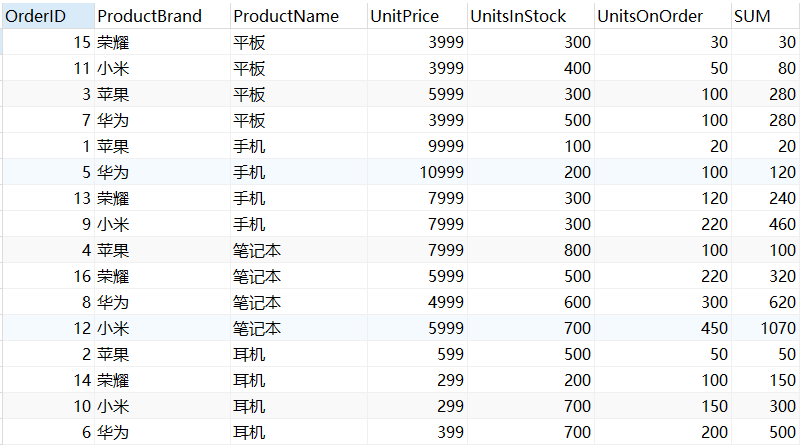 OrderID ProductBrand ProductName UnitPrice UnitsInStock UnitsOnOrder SUM
15 荣耀 平板 3999 300 30 30
11 小米 平板 3999 400 50 80
3 苹果 平板 5999 300 100 280
7 华为 平板 3999 500 100 280
1 苹果 手机 9999 100 20 20
5 华为 手机 10999 200 100 120
13 荣耀 手机 7999 300 120 240
9 小米 手机 7999 300 220 460
4 苹果 笔记本 7999 800 100 100
16 荣耀 笔记本 5999 500 220 320
8 华为 笔记本 4999 600 300 620
12 小米 笔记本 5999 700 450 1070
2 苹果 耳机 599 500 50 50
14 荣耀 耳机 299 200 100 150
10 小米 耳机 299 700 150 300
6 华为 耳机 399 700 200 500